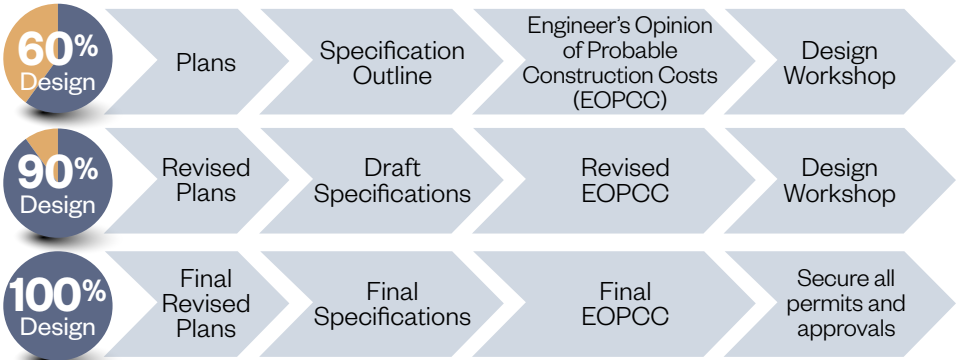 60%
Design
Plans
Specification
Outline
Engineer's Opinion
of Probable
Construction Costs
(EOPCC)
Design
Workshop
90%
Design
Revised
Plans
Draft
Specifications
Revised
EOPCC
Design
Workshop
100%
Design
Final
Revised
Plans
Final
Specifications
Final
EOPCC
Secure all
permits and
approvals